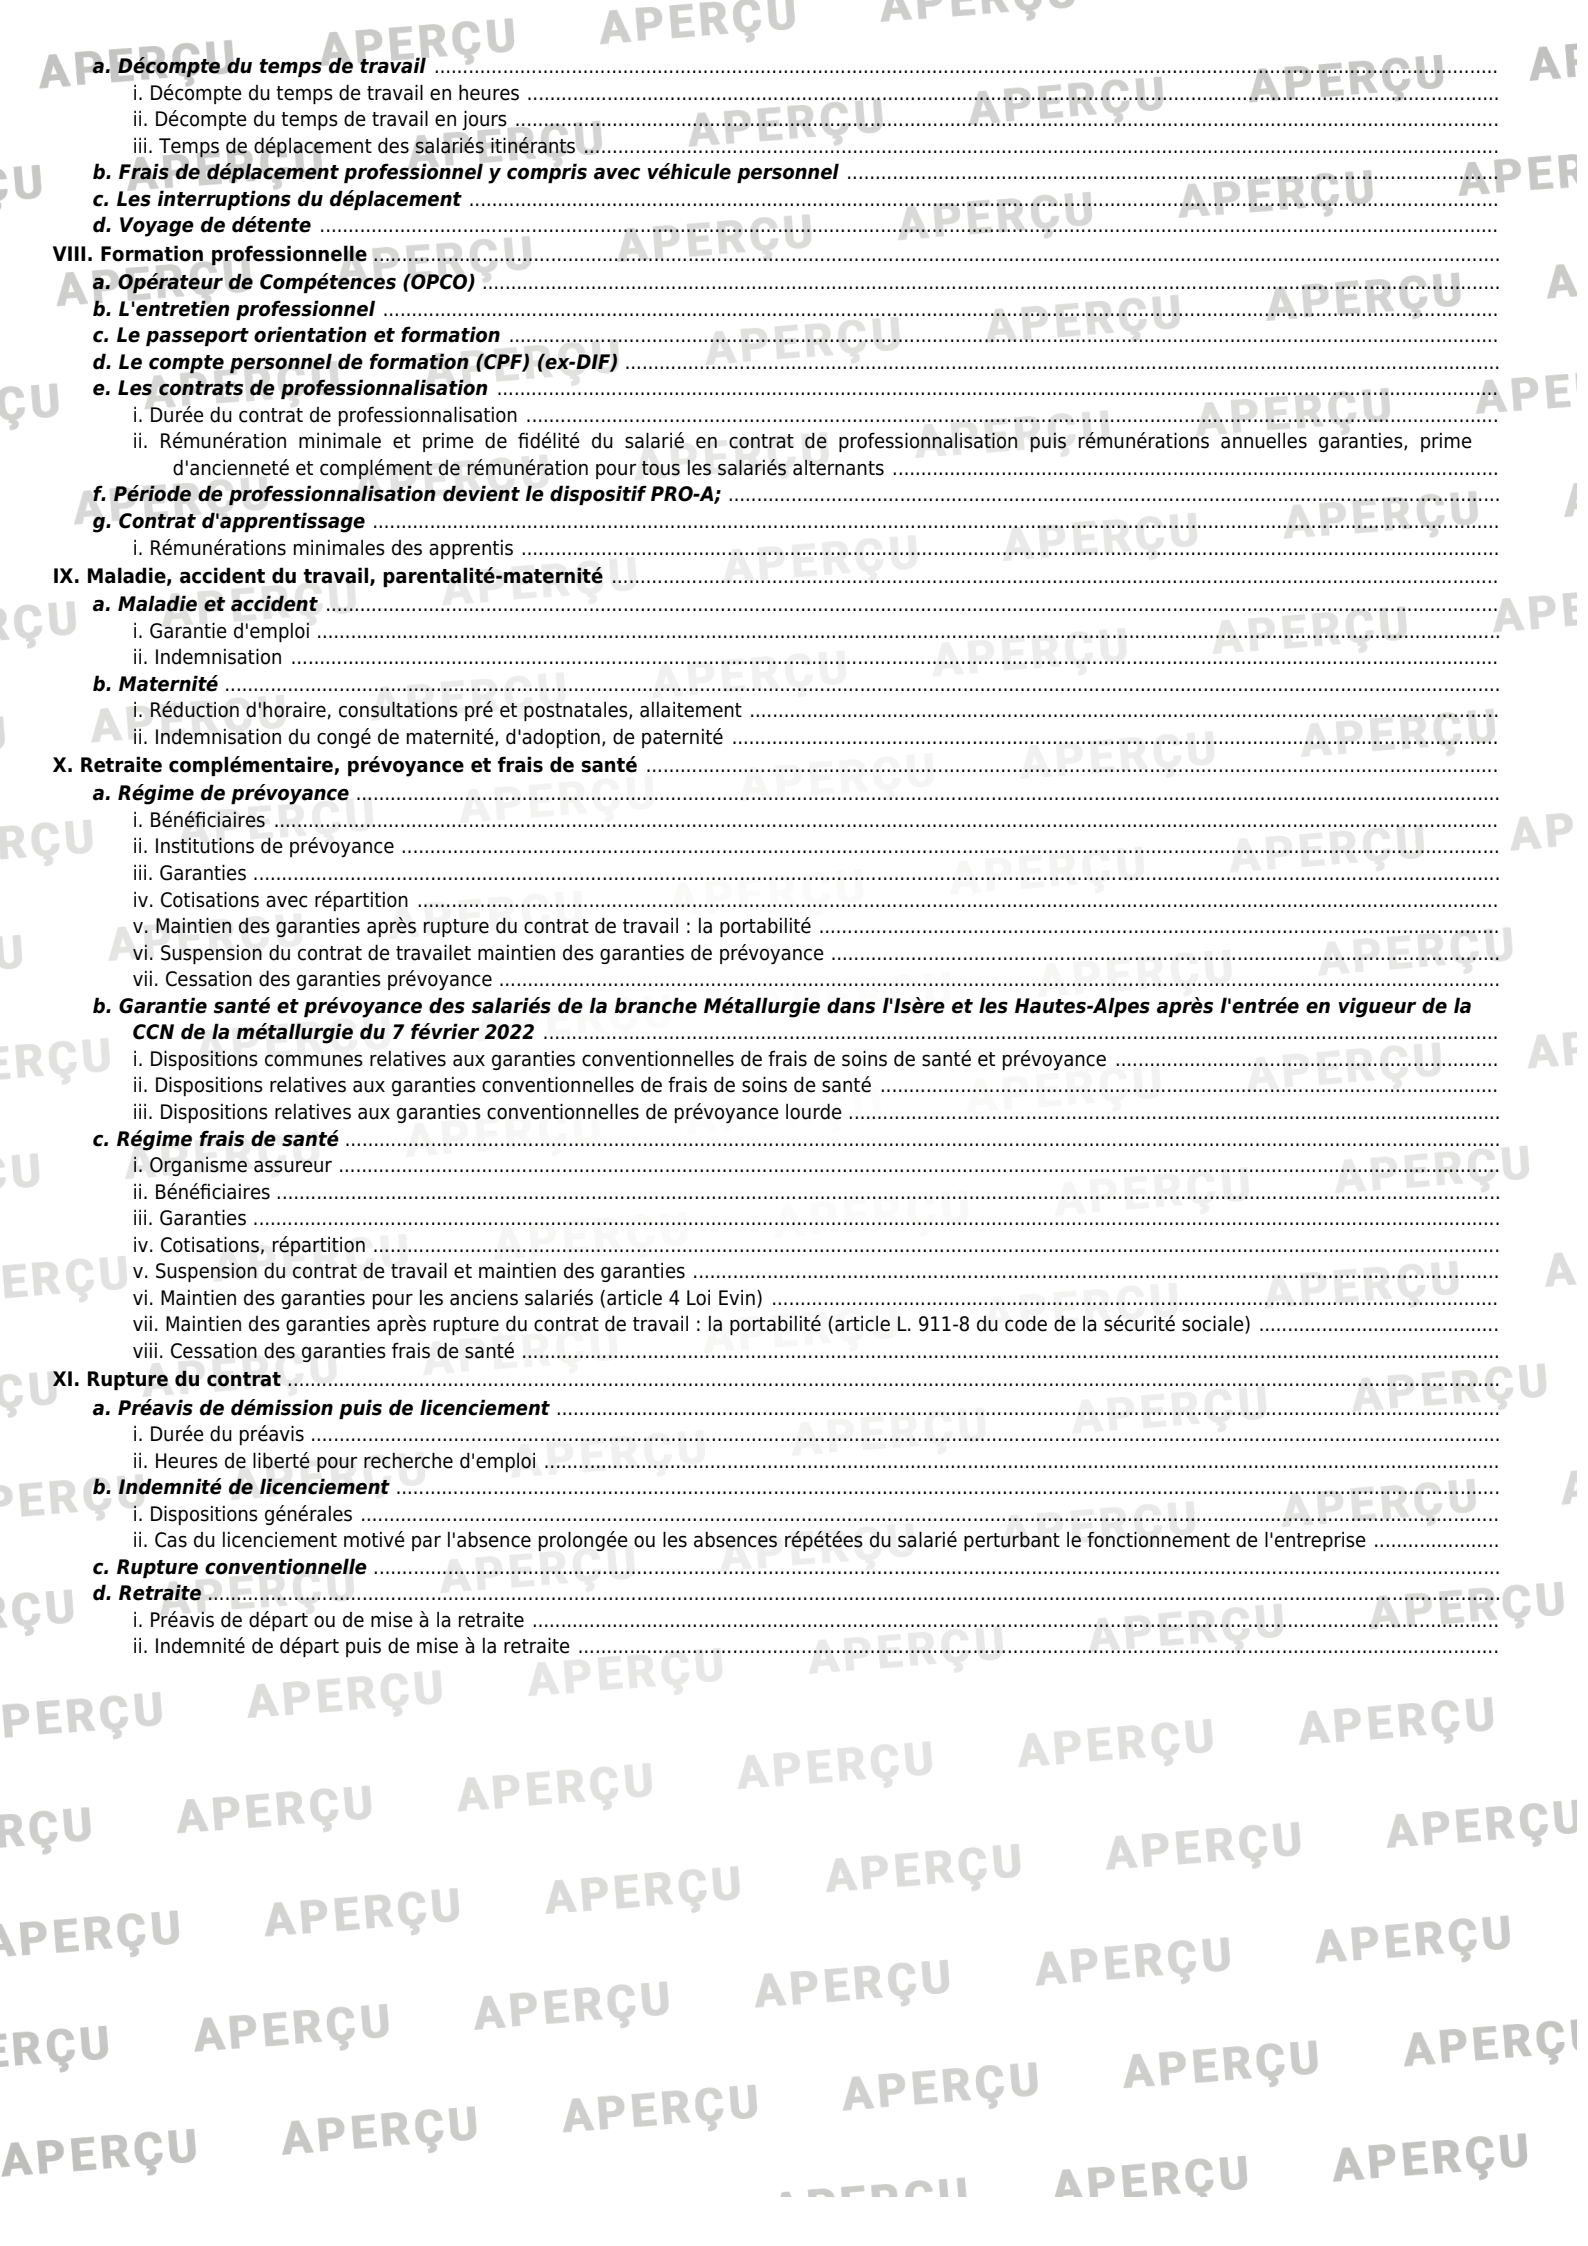 a. Décompte du temps de travail
i. Décompte du temps de travail en heures
ii. Décompte du temps de travail en jours
iii. Temps de déplacement des salariés itinérants
b. Frais de déplacement professionnel y compris avec véhicule personnel
c. Les interruptions du déplacement
d. Voyage de détente
VIII. Formation professionnelle
a. Opérateur de Compétences (OPCO)
b. L'entretien professionnel
c. Le passeport orientation et formation
d. Le compte personnel de formation (CPF) (ex-DIF)
e. Les contrats de professionnalisation
i. Durée du contrat de professionnalisation
ii. Rémunération minimale et prime de fidélité du salarié en contrat de professionnalisation puis rémunérations annuelles garanties, prime
d'ancienneté et complément de rémunération pour tous les salariés alternants
f. Période de professionnalisation devient le dispositif PRO-A;
g. Contrat d'apprentissage
i. Rémunérations minimales des apprentis
IX. Maladie, accident du travail, parentalité-maternité
a. Maladie et accident
i. Garantie d'emploi
ii. Indemnisation
b. Maternité
i. Réduction d'horaire, consultations pré et postnatales, allaitement
ii. Indemnisation du congé de maternité, d'adoption, de paternité
X. Retraite complémentaire, prévoyance et frais de santé
a. Régime de prévoyance
i. Bénéficiaires
ii. Institutions de prévoyance
iii. Garanties
iv. Cotisations avec répartition
v. Maintien des garanties après rupture du contrat de travail : la portabilité
vi. Suspension du contrat de travailet maintien des garanties de prévoyance
vii. Cessation des garanties prévoyance
b. Garantie santé et prévoyance des salariés de la branche Métallurgie dans l'Isère et les Hautes-Alpes après l'entrée en vigueur de la
CCN de la métallurgie du 7 février 2022
i. Dispositions communes relatives aux garanties conventionnelles de frais de soins de santé et prévoyance
ii. Dispositions relatives aux garanties conventionnelles de frais de soins de santé
iii. Dispositions relatives aux garanties conventionnelles de prévoyance lourde
c. Régime frais de santé
i. Organisme assureur
ii. Bénéficiaires
iii. Garanties
iv. Cotisations, répartition
v. Suspension du contrat de travail et maintien des garanties
vi. Maintien des garanties pour les anciens salariés (article 4 Loi Evin)
vii. Maintien des garanties après rupture du contrat de travail : la portabilité (article L. 911-8 du code de la sécurité sociale)
viii. Cessation des garanties frais de santé
XI. Rupture du contrat
a. Préavis de démission puis de licenciement
i. Durée du préavis
ii. Heures de liberté pour recherche d'emploi
b. Indemnité de licenciement
i. Dispositions générales
ii. Cas du licenciement motivé par l'absence prolongée ou les absences répétées du salarié perturbant le fonctionnement de l'entreprise
c. Rupture conventionnelle
d. Retraite
i. Préavis de départ ou de mise à la retraite
ii. Indemnité de départ puis de mise à la retraite
APERÇU